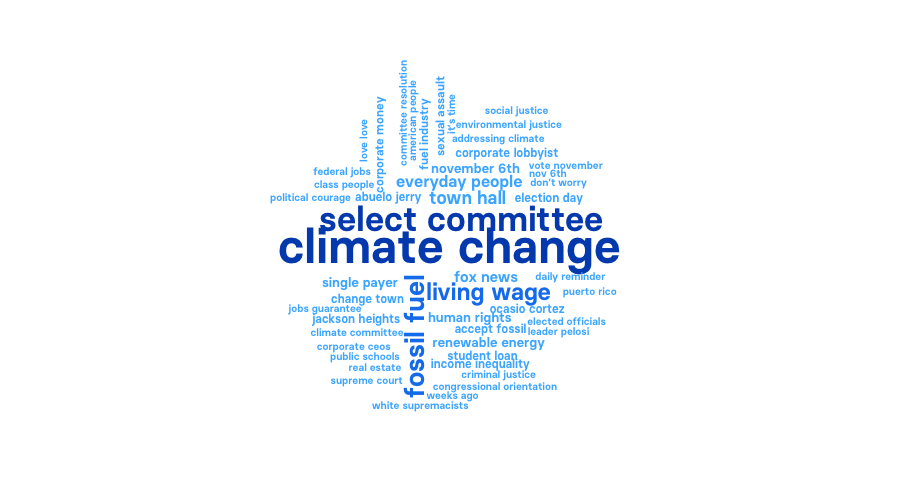 committee resolution
american people
sexual assault
it's time
corporate money
fuel industry
love love
social justice
environmental justice
addressing climate
corporate lobbyist
november 6th
vote november
nov 6th
federal jobs
class people
everyday people
don't worry
political courage
abuelo jerry
town hall
election day
select committee
climate change
fossil fuel
fox news
daily reminder
single payer
living wage
puerto rico
change town
jobs guarantee
ocasio cortez
jackson heights
human rights
elected officials
climate committee
accept fossil
leader pelosi
corporate ceos
renewable energy
public schools
student loan
real estate
income inequality
criminal justice
supreme court
congressional orientation
weeks ago
white supremacists